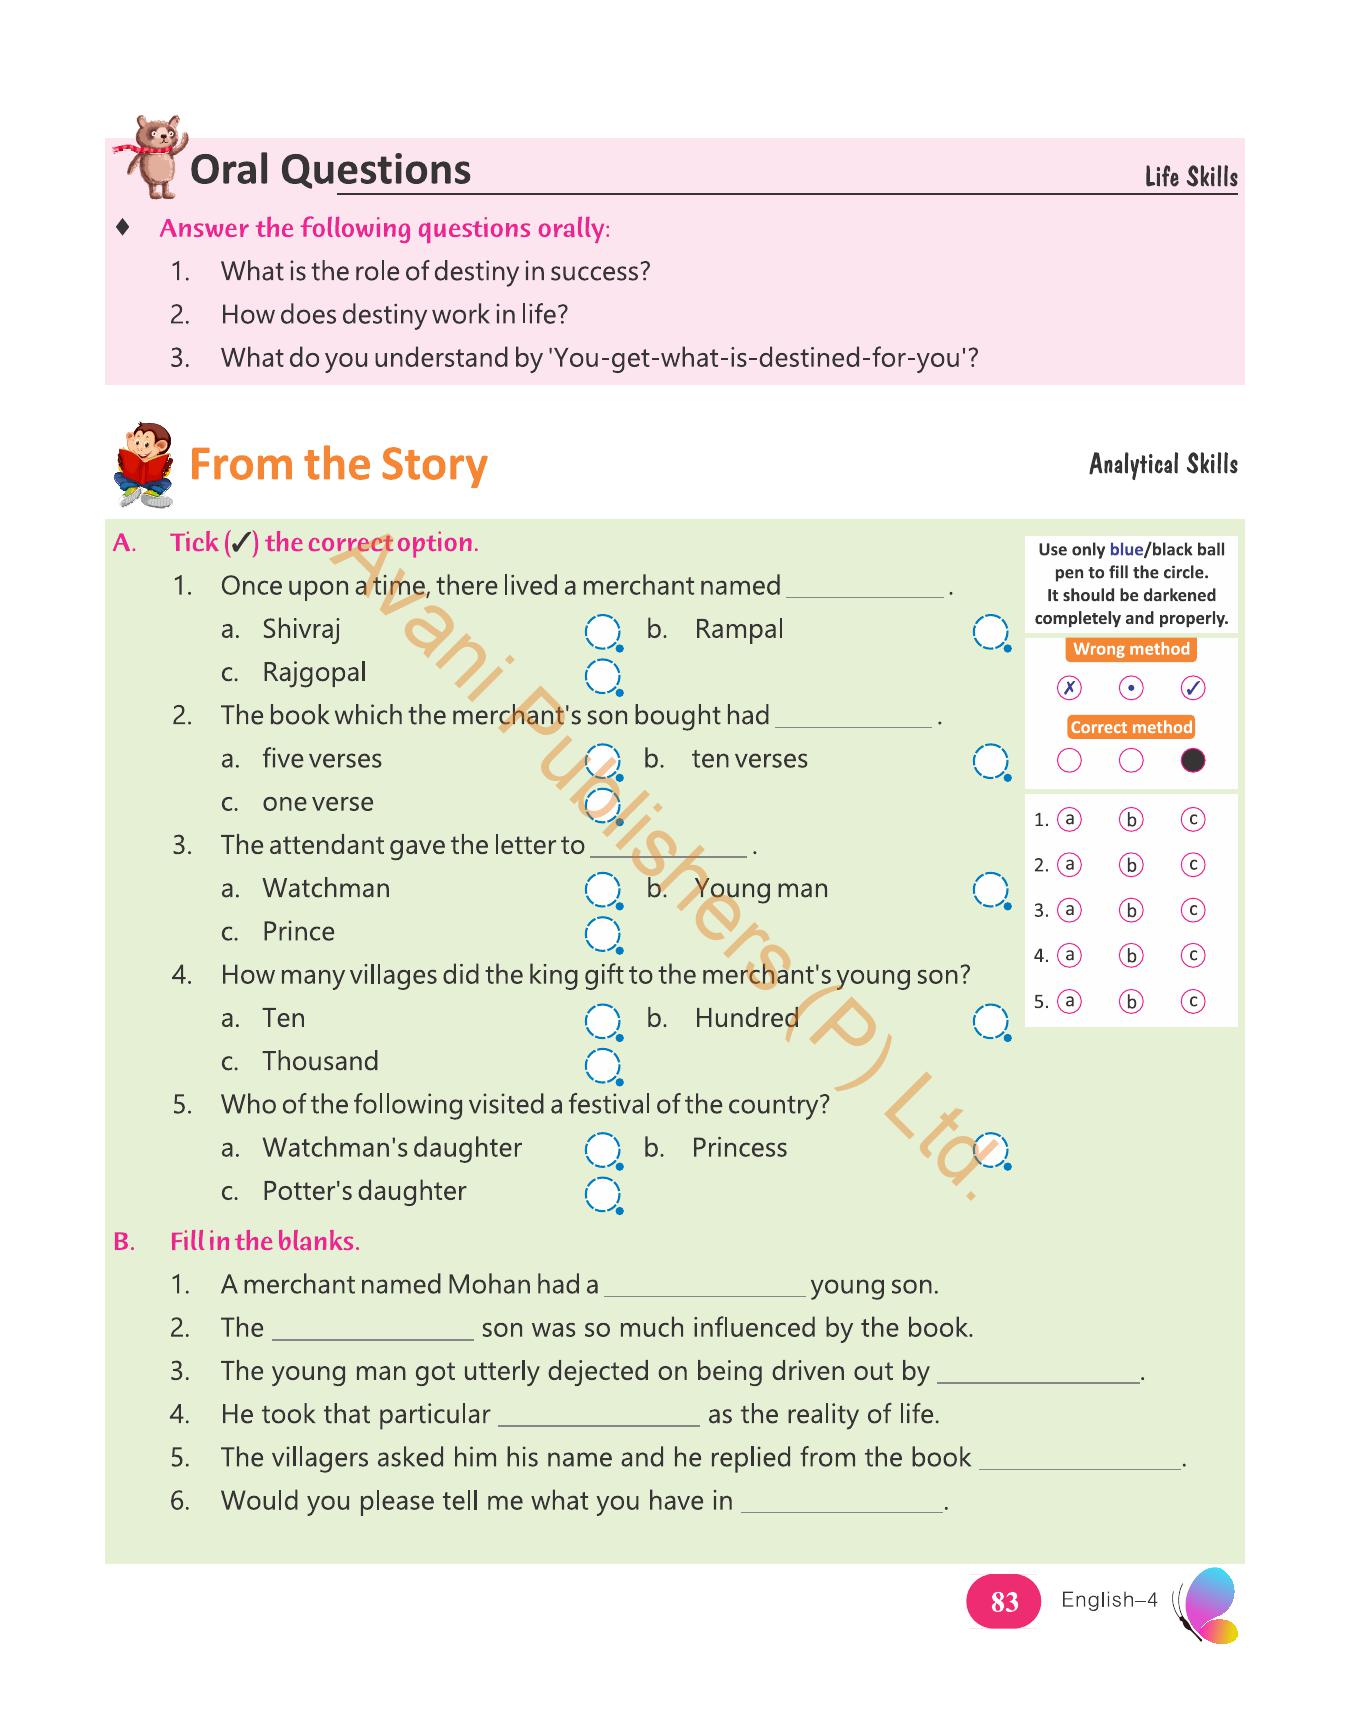 Oral Questions
Life Skills
♦ Answer the following questions orally:
1. What is the role of destiny in success?
2. How does destiny work in life?
3. What do you understand by 'You-get-what-is-destined-for-you'?
From the Story
Analytical Skills
A. Tick (✓) the correct option.
1. Once upon a time, there lived a merchant named ____________ .
a. Shivraj b. Rampal
c. Rajgopal
2. The book which the merchant's son bought had ____________ .
a. five verses b. ten verses
c. one verse
3. The attendant gave the letter to ____________ .
a. Watchman b. Young man
c. Prince
4. How many villages did the king gift to the merchant's young son?
a. Ten b. Hundred
c. Thousand
5. Who of the following visited a festival of the country?
a. Watchman's daughter b. Princess
c. Potter's daughter
Use only blue/black ball
pen to fill the circle.
It should be darkened
completely and properly.
Wrong method
✗ • ✓
Correct method
1. a b c
2. a b c
3. a b c
4. a b c
5. a b c
B. Fill in the blanks.
1. A merchant named Mohan had a _______________ young son.
2. The _______________ son was so much influenced by the book.
3. The young man got utterly dejected on being driven out by _______________.
4. He took that particular _______________ as the reality of life.
5. The villagers asked him his name and he replied from the book _______________.
6. Would you please tell me what you have in _______________.
Avani Publishers (P) Ltd.
83 English–4